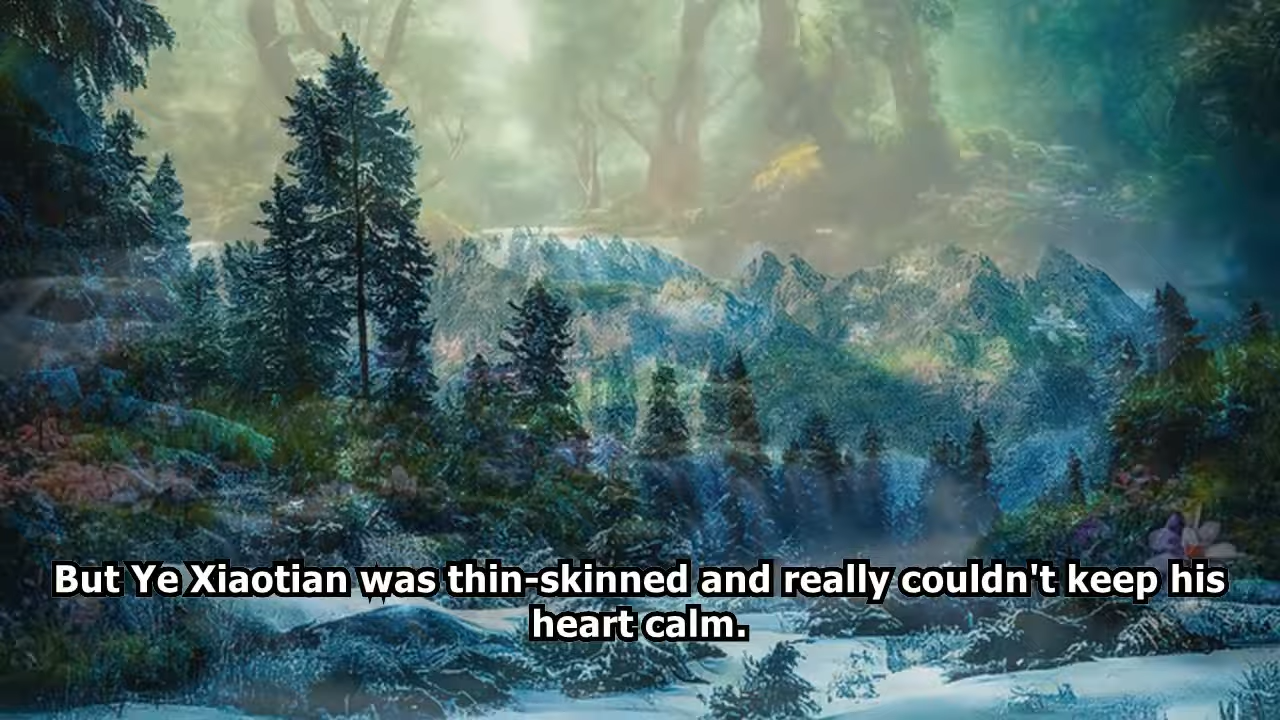 But Ye Xiaotian was thin-skinned and really couldn't keep his
heart calm.